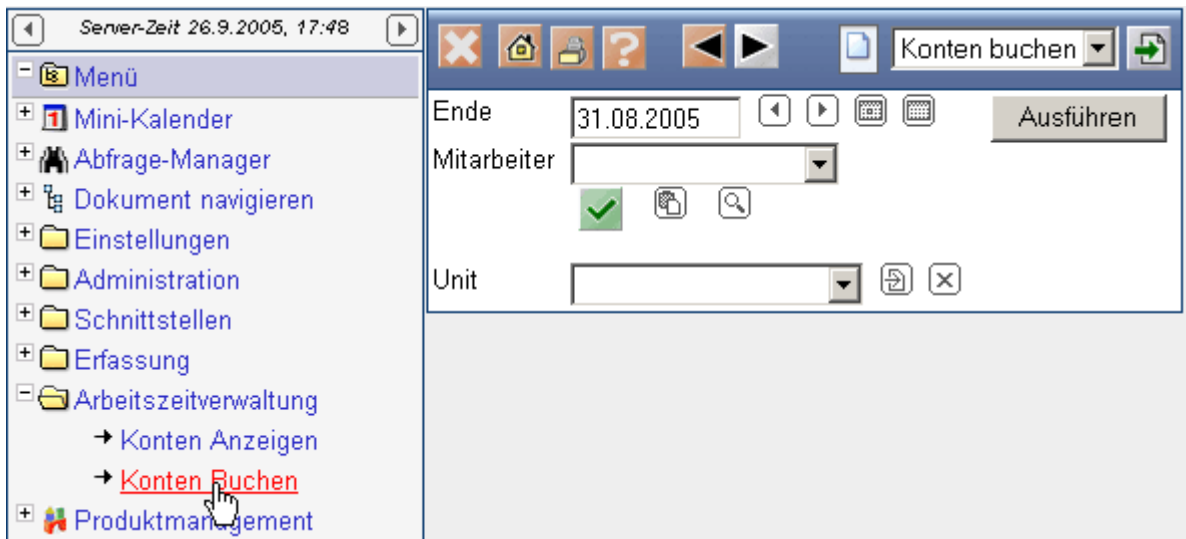 Server-Zeit 26.9.2005, 17:48
Menü
Mini-Kalender
Abfrage-Manager
Dokument navigieren
Einstellungen
Administration
Schnittstellen
Erfassung
Arbeitszeitverwaltung
Konten Anzeigen
Konten Buchen
Produktmanagement
Konten buchen
Ende 31.08.2005 Ausführen
Mitarbeiter
Unit